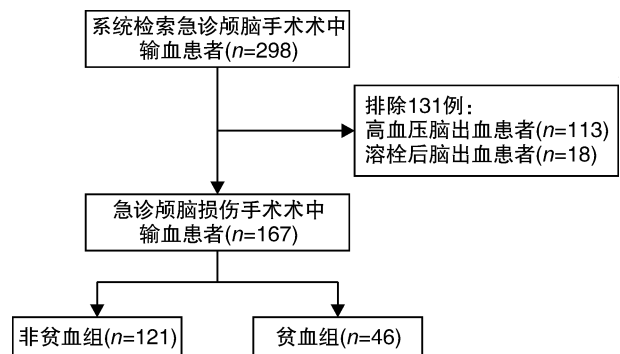 系统检索急诊颅脑手术术中
输血患者(n=298)
排除131例：
高血压脑出血患者(n=113)
溶栓后脑出血患者(n=18)
急诊颅脑损伤手术术中
输血患者(n=167)
非贫血组(n=121)
贫血组(n=46)